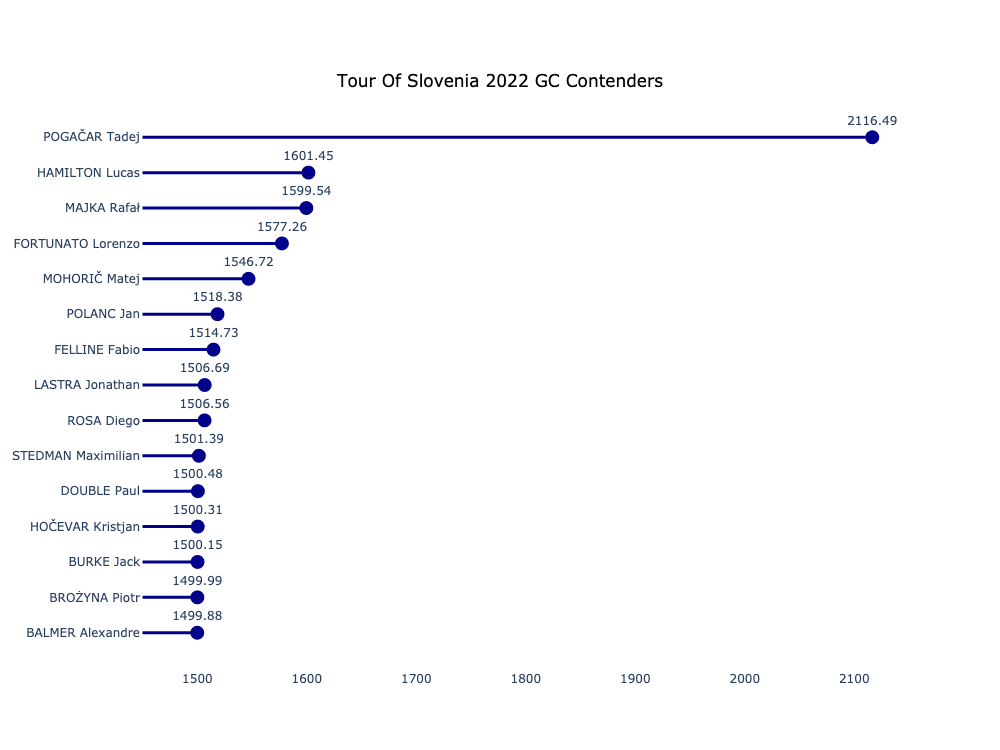 Tour Of Slovenia 2022 GC Contenders
POGAČAR Tadej 2116.49
HAMILTON Lucas 1601.45
MAJKA Rafał 1599.54
FORTUNATO Lorenzo 1577.26
MOHORIČ Matej 1546.72
POLANC Jan 1518.38
FELLINE Fabio 1514.73
LASTRA Jonathan 1506.69
ROSA Diego 1506.56
STEDMAN Maximilian 1501.39
DOUBLE Paul 1500.48
HOČEVAR Kristjan 1500.31
BURKE Jack 1500.15
BROŻYNA Piotr 1499.99
BALMER Alexandre 1499.88
1500 1600 1700 1800 1900 2000 2100